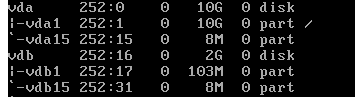 vda 252:0 0 10G 0 disk
¦-vda1 252:1 0 10G 0 part /
`-vda15 252:15 0 8M 0 part
vdb 252:16 0 2G 0 disk
¦-vdb1 252:17 0 103M 0 part
`-vdb15 252:31 0 8M 0 part